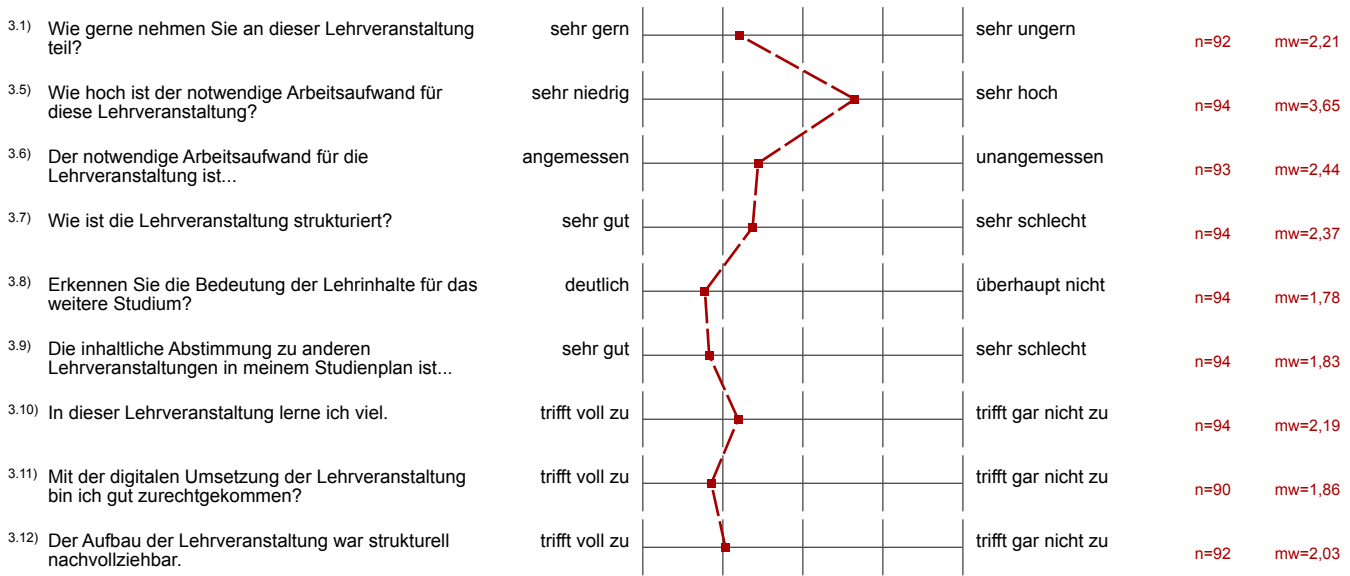 3.1) Wie gerne nehmen Sie an dieser Lehrveranstaltung
teil?
sehr gern
sehr ungern
n=92
mw=2,21
3.5) Wie hoch ist der notwendige Arbeitsaufwand für
diese Lehrveranstaltung?
sehr niedrig
sehr hoch
n=94
mw=3,65
3.6) Der notwendige Arbeitsaufwand für die
Lehrveranstaltung ist...
angemessen
unangemessen
n=93
mw=2,44
3.7) Wie ist die Lehrveranstaltung strukturiert?
sehr gut
sehr schlecht
n=94
mw=2,37
3.8) Erkennen Sie die Bedeutung der Lehrinhalte für das
weitere Studium?
deutlich
überhaupt nicht
n=94
mw=1,78
3.9) Die inhaltliche Abstimmung zu anderen
Lehrveranstaltungen in meinem Studienplan ist...
sehr gut
sehr schlecht
n=94
mw=1,83
3.10) In dieser Lehrveranstaltung lerne ich viel.
trifft voll zu
trifft gar nicht zu
n=94
mw=2,19
3.11) Mit der digitalen Umsetzung der Lehrveranstaltung
bin ich gut zurechtgekommen?
trifft voll zu
trifft gar nicht zu
n=90
mw=1,86
3.12) Der Aufbau der Lehrveranstaltung war strukturell
nachvollziehbar.
trifft voll zu
trifft gar nicht zu
n=92
mw=2,03